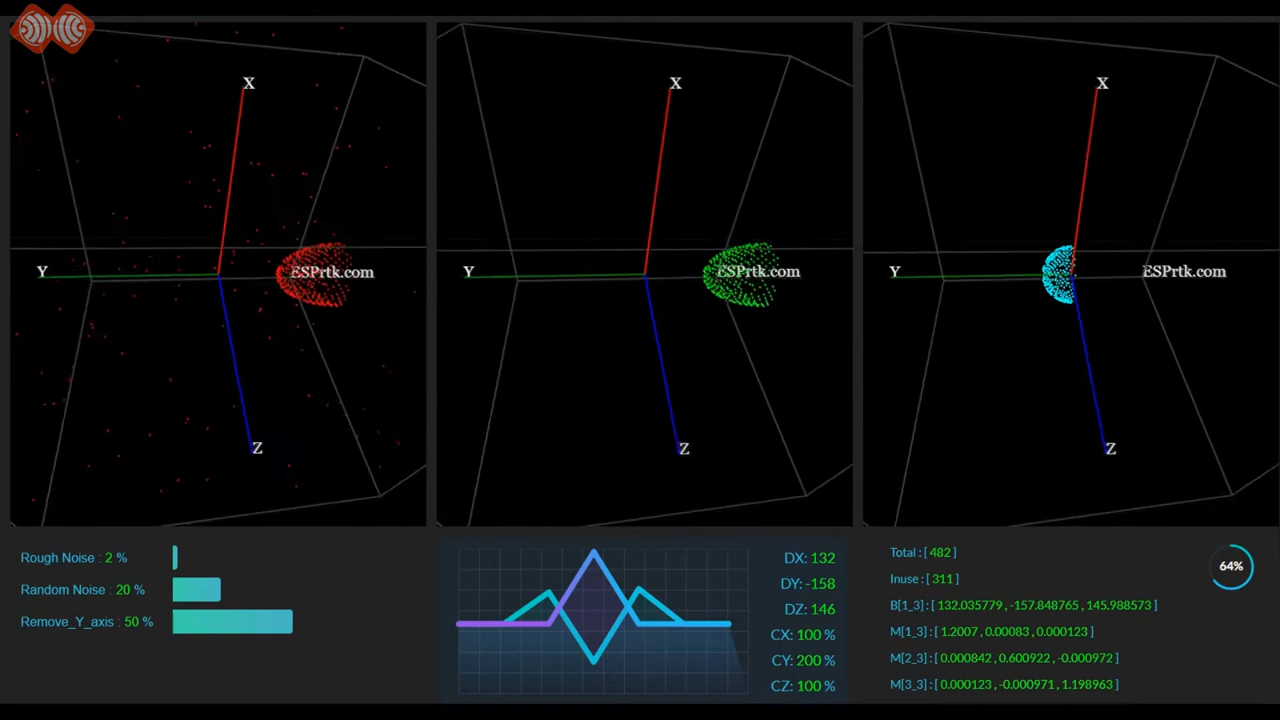 X
X
X
Y
ESPrtk.com
Y
ESPrtk.com
Y
ESPrtk.com
Z
Z
Z
Rough Noise : 2 %
Random Noise : 20 %
Remove_Y_axis : 50 %
DX: 132
DY: -158
DZ: 146
CX: 100 %
CY: 200 %
CZ: 100 %
Total : [ 482 ]
Inuse : [ 311 ]
B[1_3] : [ 132.035779 , -157.848765 , 145.988573 ]
M[1_3] : [ 1.2007 , 0.00083 , 0.000123 ]
M[2_3] : [ 0.000842 , 0.600922 , -0.000972 ]
M[3_3] : [ 0.000123 , -0.000971 , 1.198963 ]
64%